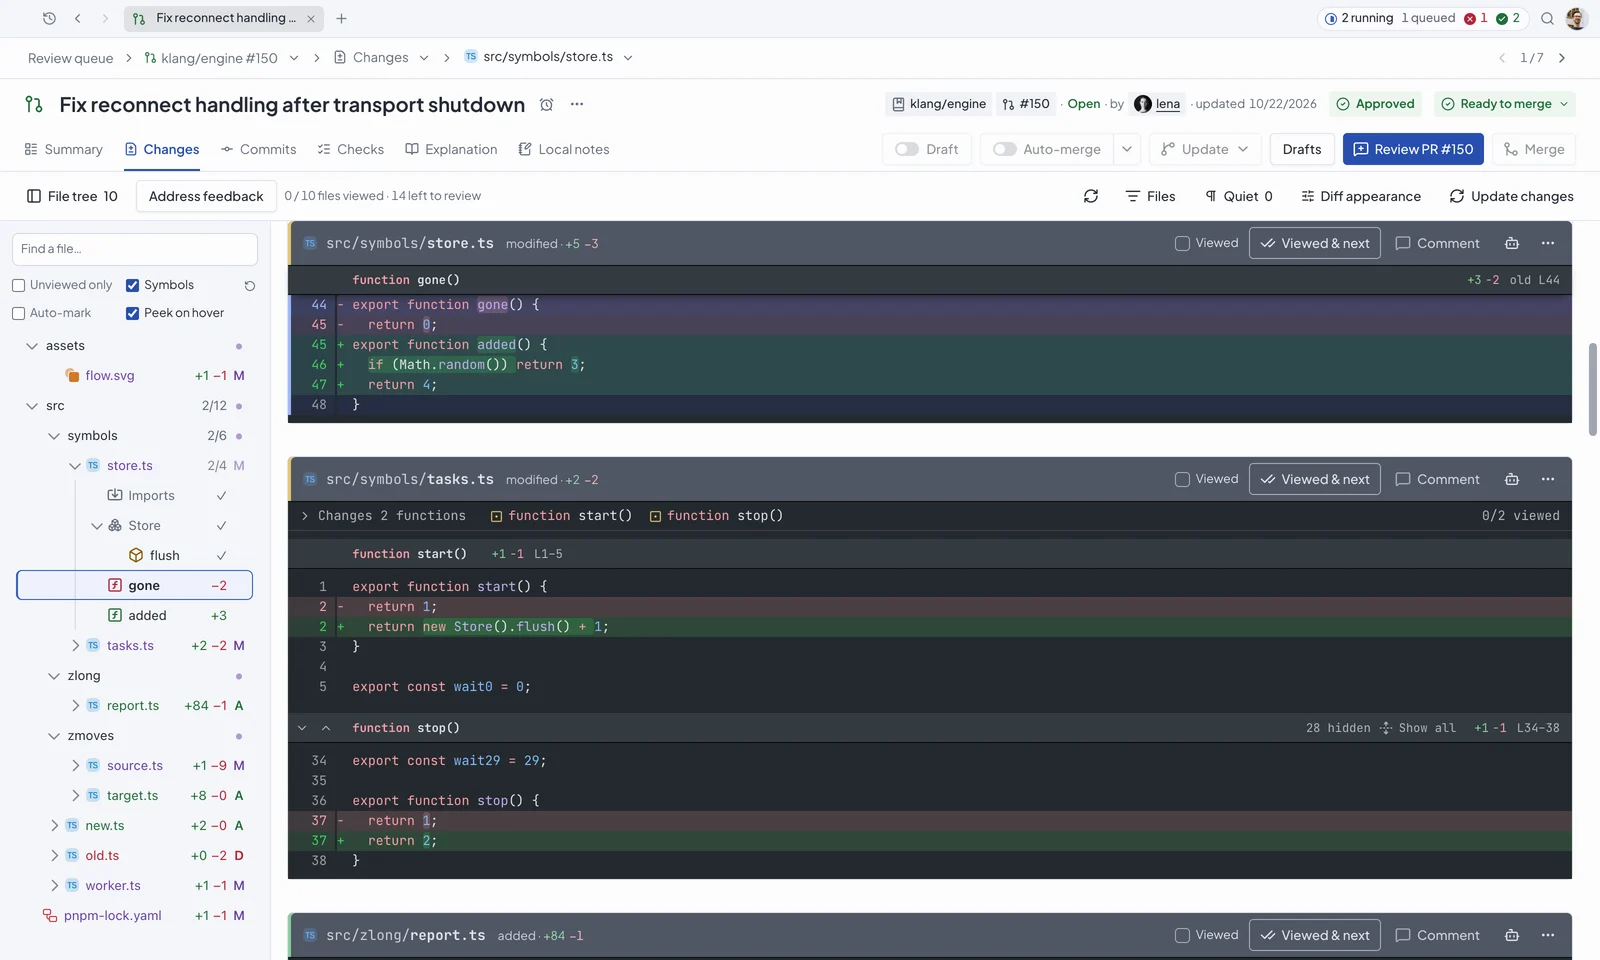 Fix reconnect handling ...
2 running 1 queued 1 2
Review queue klang/engine #150 Changes TS src/symbols/store.ts 1/7
Fix reconnect handling after transport shutdown
klang/engine #150 · Open · by lena · updated 10/22/2026 Approved Ready to merge
Summary Changes Commits Checks Explanation Local notes
Draft Auto-merge Update Drafts Review PR #150 Merge
File tree 10 Address feedback 0/10 files viewed · 14 left to review
Files Quiet 0 Diff appearance Update changes
Find a file...
Unviewed only Symbols
Auto-mark Peek on hover
assets
flow.svg +1 −1 M
src 2/12
symbols 2/6
TS store.ts 2/4 M
Imports
Store
flush
gone −2
added +3
TS tasks.ts +2 −2 M
zlong
TS report.ts +84 −1 A
zmoves
TS source.ts +1 −9 M
TS target.ts +8 −0 A
TS new.ts +2 −0 A
TS old.ts +0 −2 D
TS worker.ts +1 −1 M
pnpm-lock.yaml +1 −1 M
TS src/symbols/store.ts modified · +5 −3 Viewed Viewed & next Comment
function gone() +3 -2 old L44
44 - export function gone() {
45 - return 0;
45 + export function added() {
46 + if (Math.random()) return 3;
47 + return 4;
48 }
TS src/symbols/tasks.ts modified · +2 −2 Viewed Viewed & next Comment
Changes 2 functions function start() function stop() 0/2 viewed
function start() +1 -1 L1–5
1 export function start() {
2 - return 1;
2 + return new Store().flush() + 1;
3 }
4
5 export const wait0 = 0;
function stop() 28 hidden Show all +1 -1 L34–38
34 export const wait29 = 29;
35
36 export function stop() {
37 - return 1;
37 + return 2;
38 }
TS src/zlong/report.ts added · +84 −1 Viewed Viewed & next Comment